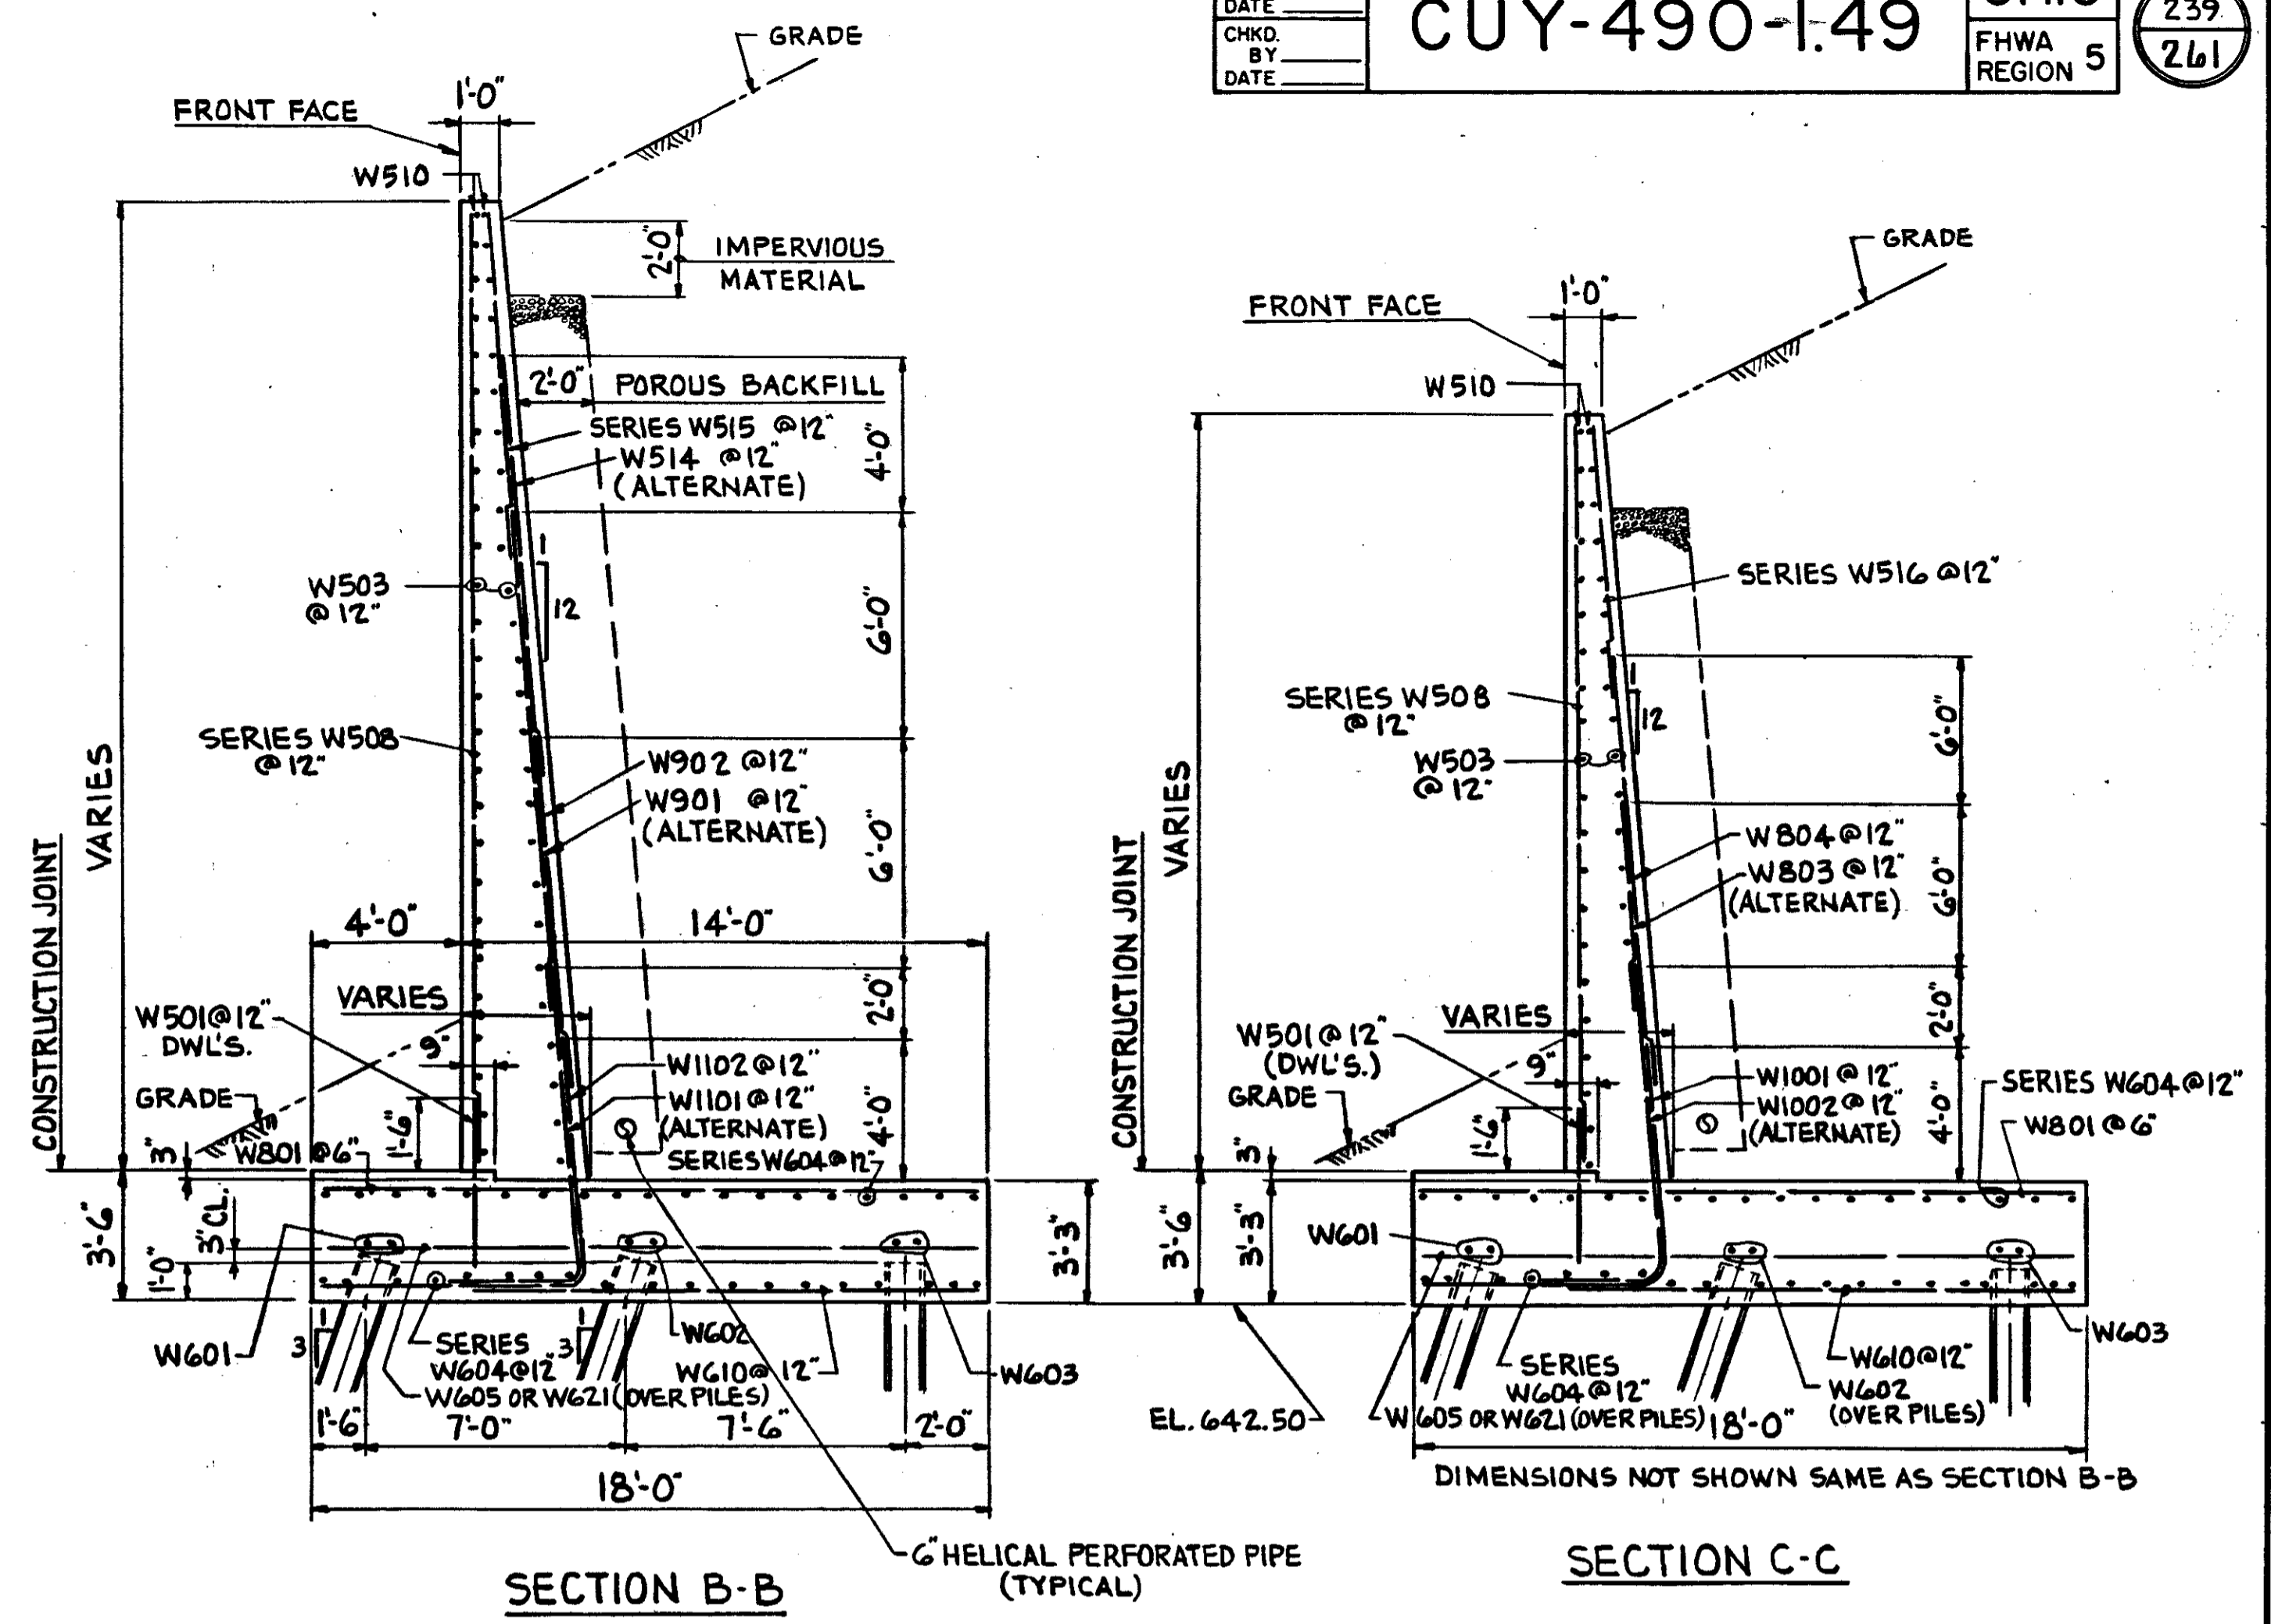 DATE
CHKD.
BY
DATE
CUY-490-1.49
FHWA
REGION 5
239
261
GRADE
1'-0"
FRONT FACE
W510
2'-0"
IMPERVIOUS
MATERIAL
2'-0" POROUS BACKFILL
SERIES W515 @12"
W514 @12"
(ALTERNATE)
4'-0"
W503
@12"
1
12
6'-0"
SERIES W508
@12"
VARIES
W902 @12"
W901 @12"
(ALTERNATE)
6'-0"
CONSTRUCTION JOINT
4'-0"
14'-0"
VARIES
2'-0"
W501@12"
DWL'S.
9"
GRADE
W1102@12"
W1101@12"
(ALTERNATE)
4'-0"
1'-6"
3"
W801@6"
SERIES W604@12"
3'-6"
3" CL.
1'-0"
3'-3"
W601
1
3
1
3
SERIES
W604@12"
W602
W610@12"
W603
W605 OR W621(OVER PILES)
1'-6"
7'-0"
7'-6"
2'-0"
18'-0"
6" HELICAL PERFORATED PIPE
(TYPICAL)
SECTION B-B
GRADE
1'-0"
FRONT FACE
W510
SERIES W516 @12"
SERIES W508
@12"
1
12
6'-0"
W503
@12"
VARIES
W804@12"
W803@12"
(ALTERNATE)
6'-0"
CONSTRUCTION JOINT
VARIES
2'-0"
W501@12"
(DWL'S.)
9"
GRADE
W1001@12"
W1002@12"
(ALTERNATE)
4'-0"
SERIES W604@12"
W801@6"
1'-6"
3"
3'-6"
3'-3"
W601
W603
SERIES
W604@12"
W610@12"
W602
(OVER PILES)
W605 OR W621(OVER PILES)
EL. 642.50
18'-0"
DIMENSIONS NOT SHOWN SAME AS SECTION B-B
SECTION C-C